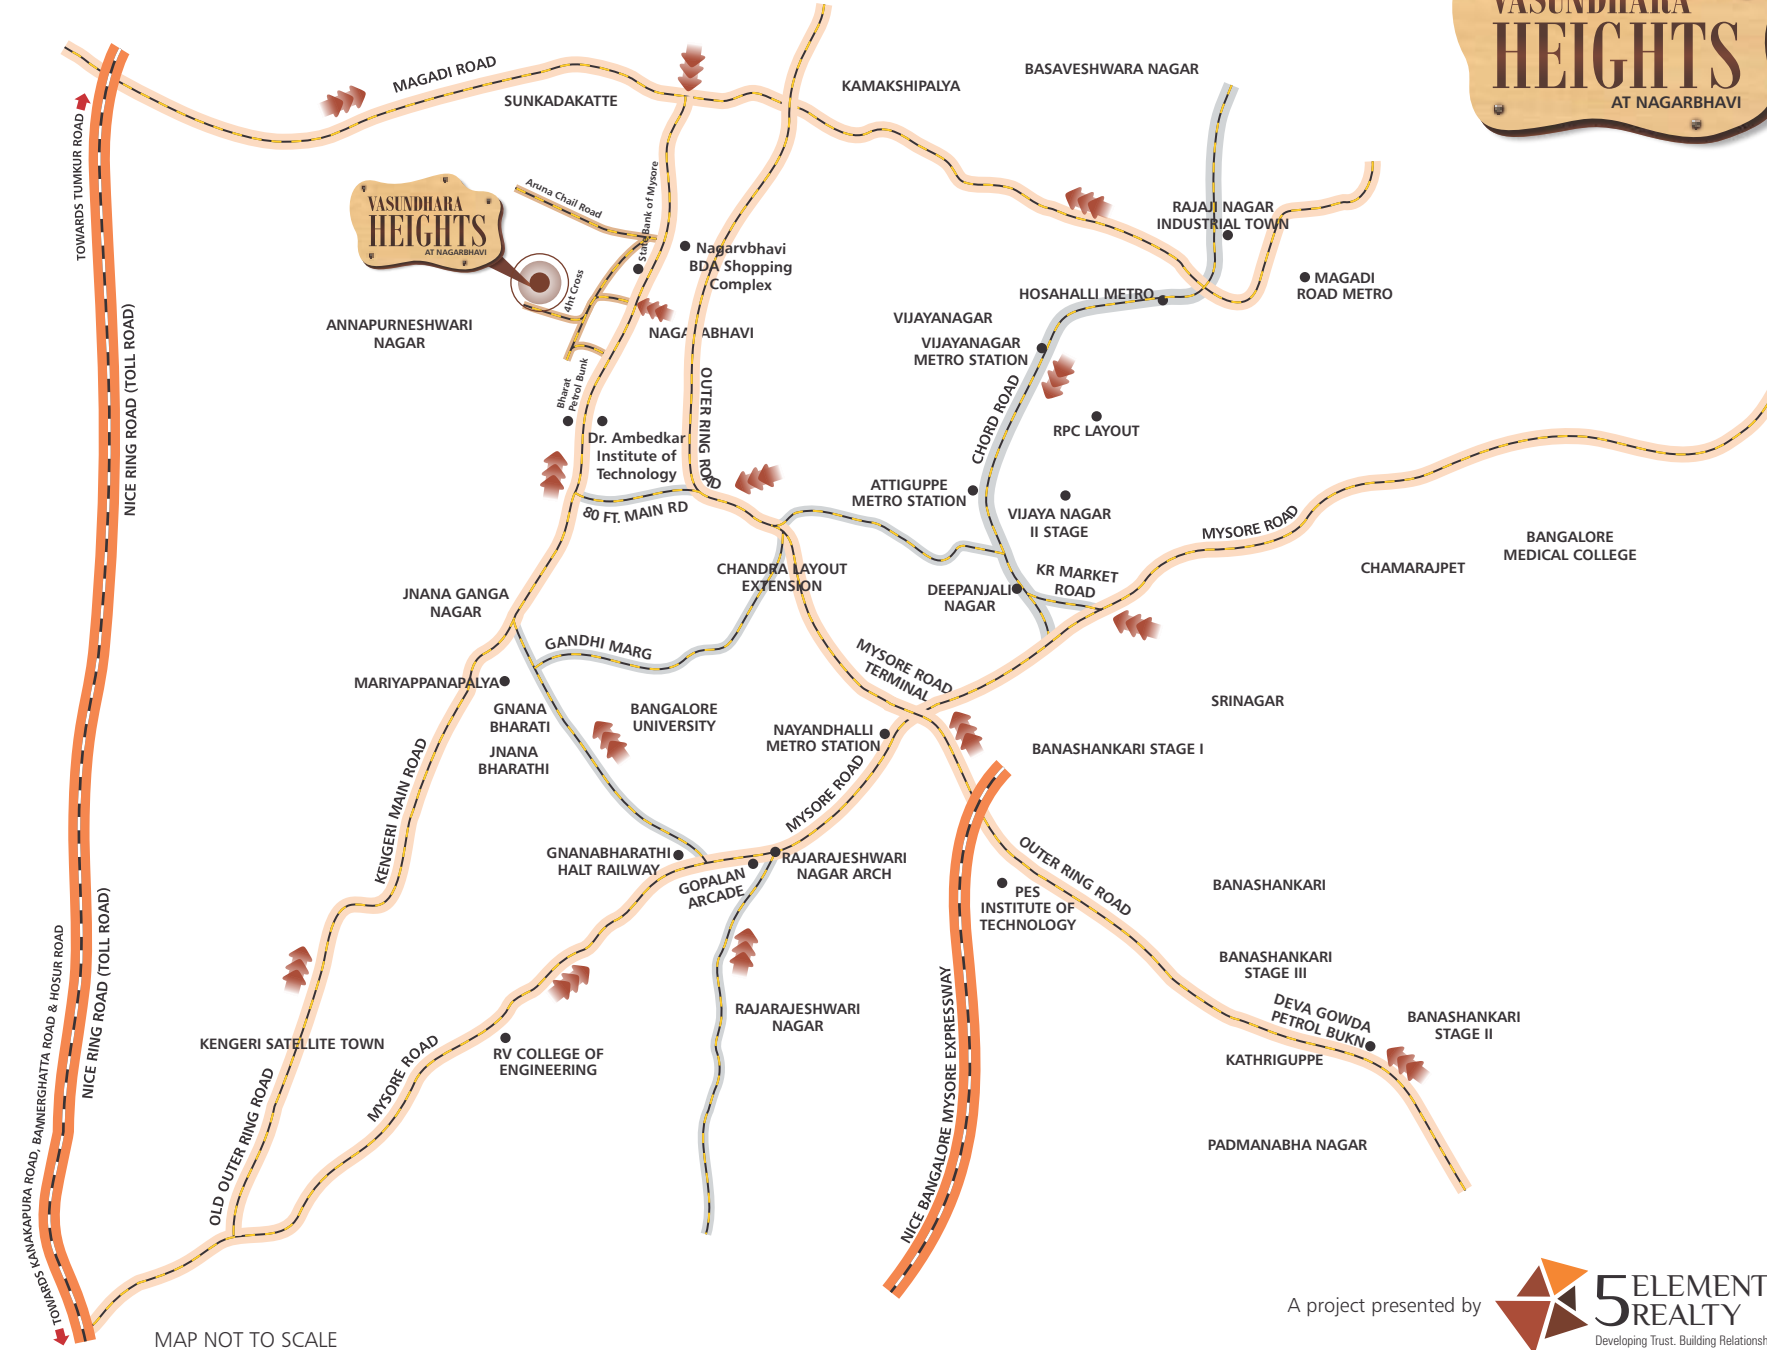 VASUNDHARA
HEIGHTS
AT NAGARBHAVI
MAGADI ROAD
SUNKADAKATTE
KAMAKSHIPALYA
BASAVESHWARA NAGAR
TOWARDS TUMKUR ROAD
VASUNDHARA
HEIGHTS
AT NAGARBHAVI
Aruna Chail Road
State Bank of Mysore
4ht Cross
Nagarvbhavi
BDA Shopping
Complex
RAJAJI NAGAR
INDUSTRIAL TOWN
MAGADI
ROAD METRO
HOSAHALLI METRO
ANNAPURNESHWARI
NAGAR
VIJAYANAGAR
VIJAYANAGAR
METRO STATION
NICE RING ROAD (TOLL ROAD)
Bharat
Petrol Bunk
OUTER RING ROAD
CHORD ROAD
RPC LAYOUT
Dr. Ambedkar
Institute of
Technology
80 FT. MAIN RD
ATTIGUPPE
METRO STATION
VIJAYA NAGAR
II STAGE
MYSORE ROAD
BANGALORE
MEDICAL COLLEGE
CHAMARAJPET
CHANDRA LAYOUT
EXTENSION
KR MARKET
ROAD
DEEPANJALI
NAGAR
JNANA GANGA
NAGAR
GANDHI MARG
MYSORE ROAD
TERMINAL
MARIYAPPANAPALYA
GNANA
BHARATI
JNANA
BHARATHI
BANGALORE
UNIVERSITY
NAYANDHALLI
METRO STATION
SRINAGAR
BANASHANKARI STAGE I
KENGERI MAIN ROAD
MYSORE ROAD
GNANABHARATHI
HALT RAILWAY
GOPALAN
ARCADE
RAJARAJESHWARI
NAGAR ARCH
OUTER RING ROAD
PES
INSTITUTE OF
TECHNOLOGY
BANASHANKARI
BANASHANKARI
STAGE III
DEVA GOWDA
PETROL BUKN
BANASHANKARI
STAGE II
KATHRIGUPPE
NICE RING ROAD (TOLL ROAD)
TOWARDS KANAKAPURA ROAD, BANNERGHATTA ROAD & HOSUR ROAD
KENGERI SATELLITE TOWN
OLD OUTER RING ROAD
MYSORE ROAD
RV COLLEGE OF
ENGINEERING
RAJARAJESHWARI
NAGAR
NICE BANGALORE MYSORE EXPRESSWAY
PADMANABHA NAGAR
MAP NOT TO SCALE
A project presented by
5 ELEMENT
REALTY
Developing Trust. Building Relationsh